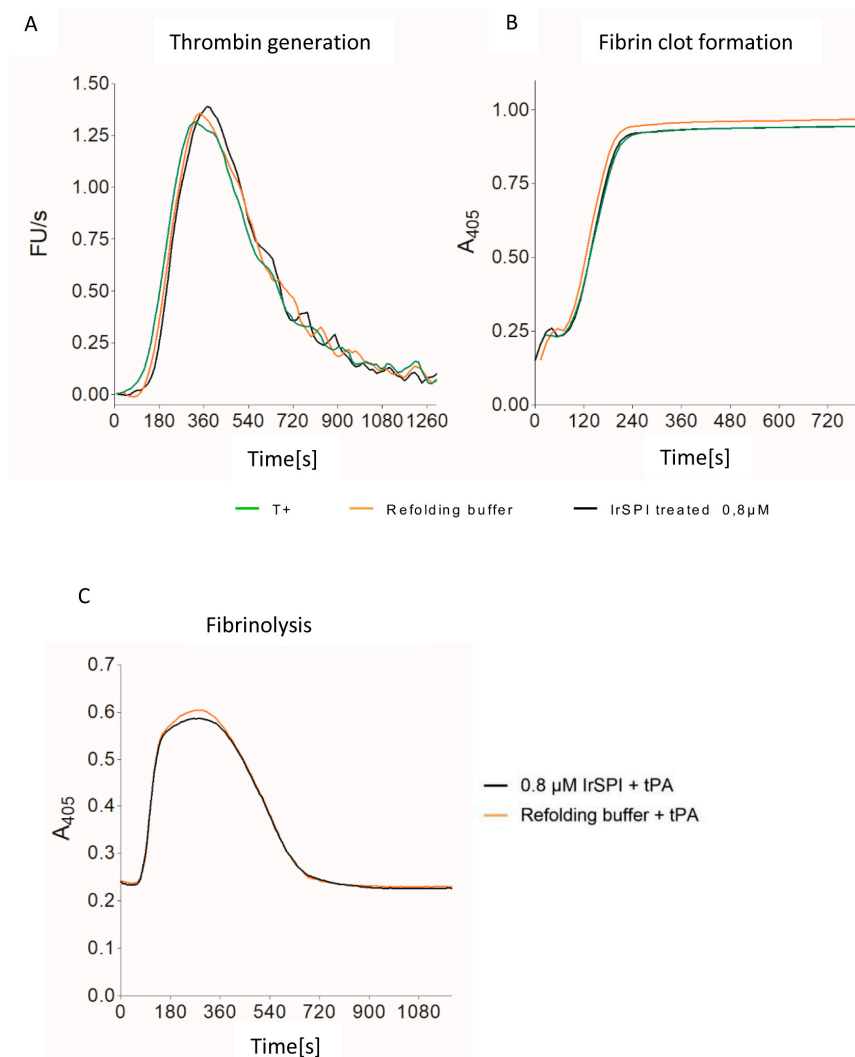 A
Thrombin generation
B
Fibrin clot formation
1.50
1.25
1.00
0.75
0.50
0.25
0.00
FU/s
0 180 360 540 720 900 1080 1260
Time[s]
1.00
0.75
0.50
0.25
0.00
A405
0 120 240 360 480 600 720
Time[s]
T+ Refolding buffer IrSPI treated 0,8µM
C
Fibrinolysis
0.7
0.6
0.5
0.4
0.3
0.2
0.1
0.0
A405
0 180 360 540 720 900 1080
Time[s]
0.8 µM IrSPI + tPA
Refolding buffer + tPA